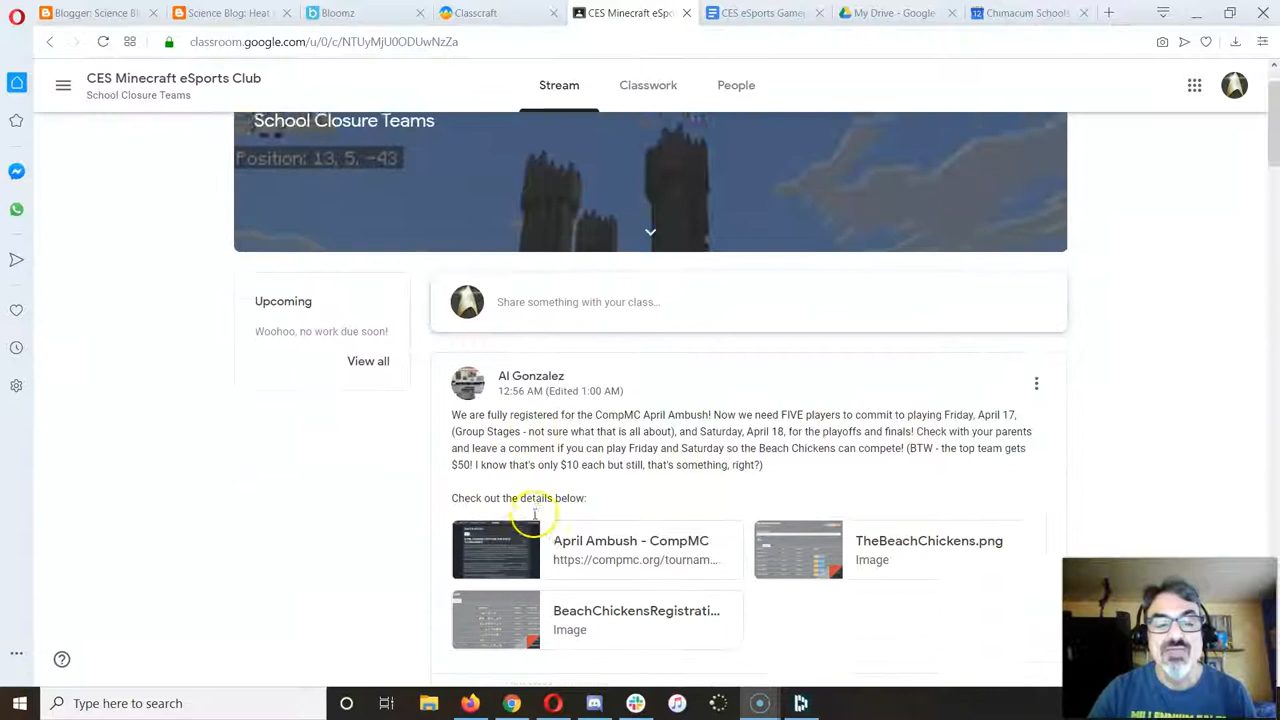 Blogger: Science B
Science Blog: Heat
Bloomz
Classcraft
CES Minecraft eSpo
CES eSports Game
My Drive - Google
Chimacum Schools
classroom.google.com/u/0/c/NTUyMjU0ODUwNzZa
CES Minecraft eSports Club
School Closure Teams
Stream
Classwork
People
School Closure Teams
Position: 13, 5, -43
Upcoming
Woohoo, no work due soon!
View all
Share something with your class…
Al Gonzalez
12:56 AM (Edited 1:00 AM)
We are fully registered for the CompMC April Ambush! Now we need FIVE players to commit to playing Friday, April 17,
(Group Stages - not sure what that is all about), and Saturday, April 18, for the playoffs and finals! Check with your parents
and leave a comment if you can play Friday and Saturday so the Beach Chickens can compete! (BTW - the top team gets
$50! I know that's only $10 each but still, that's something, right?)
Check out the details below:
April Ambush - CompMC
https://compmc.org/tournam…
TheBeachChickens.png
Image
BeachChickensRegistrati…
Image
Type here to search